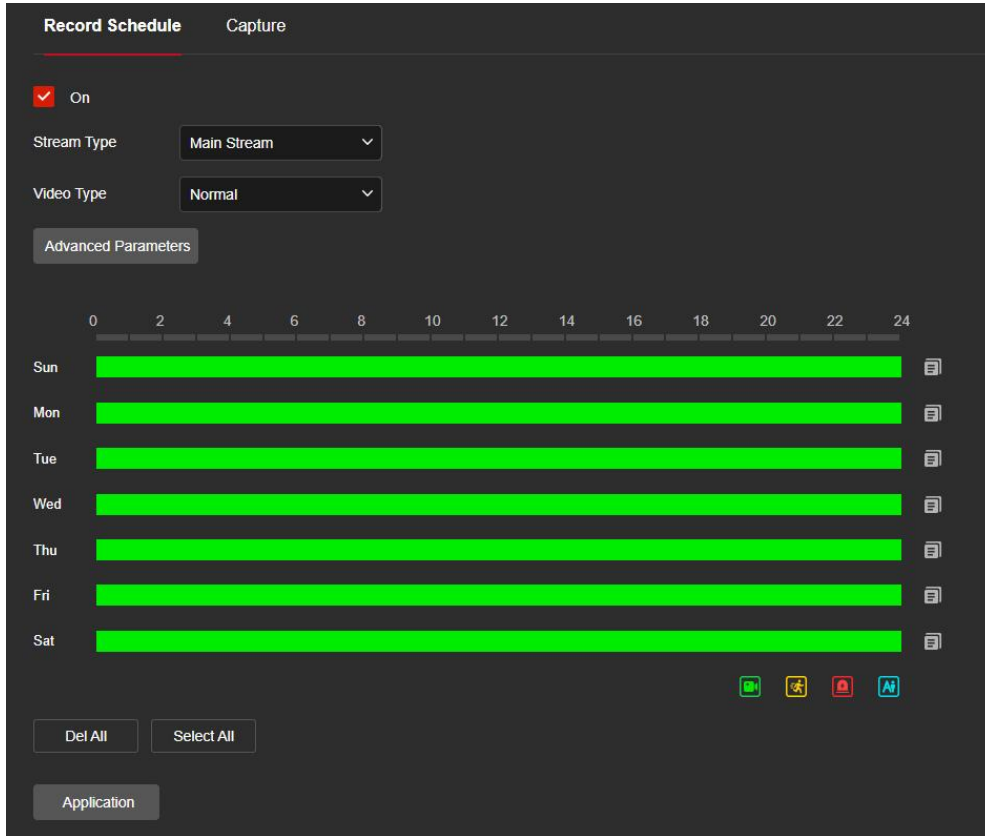 Record Schedule Capture
On
Stream Type Main Stream
Video Type Normal
Advanced Parameters
0 2 4 6 8 10 12 14 16 18 20 22 24
Sun
Mon
Tue
Wed
Thu
Fri
Sat
Ai
Del All Select All
Application